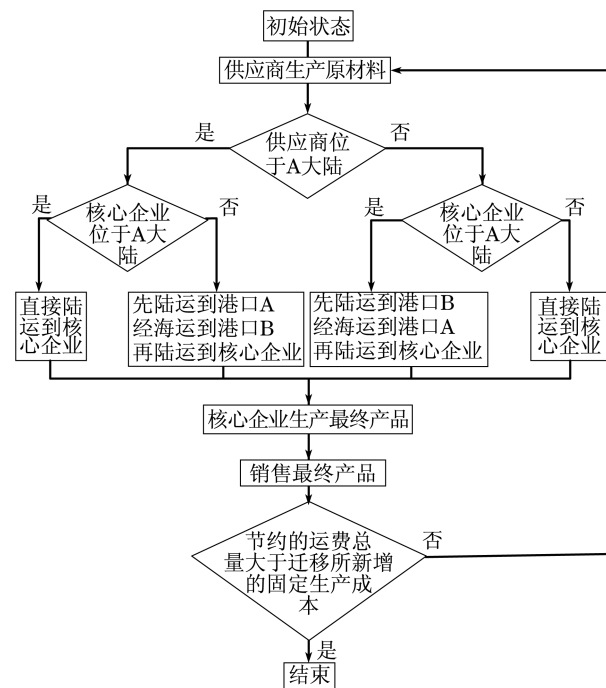 初始状态
供应商生产原材料
是
供应商位
于A大陆
否
是
核心企业
位于A大
陆
否
是
核心企业
位于A大
陆
否
直接陆
运到核
心企业
先陆运到港口A
经海运到港口B
再陆运到核心企业
先陆运到港口B
经海运到港口A
再陆运到核心企业
直接陆
运到核
心企业
核心企业生产最终产品
销售最终产品
节约的运费总
量大于迁移所新增
的固定生产成
本
否
是
结束